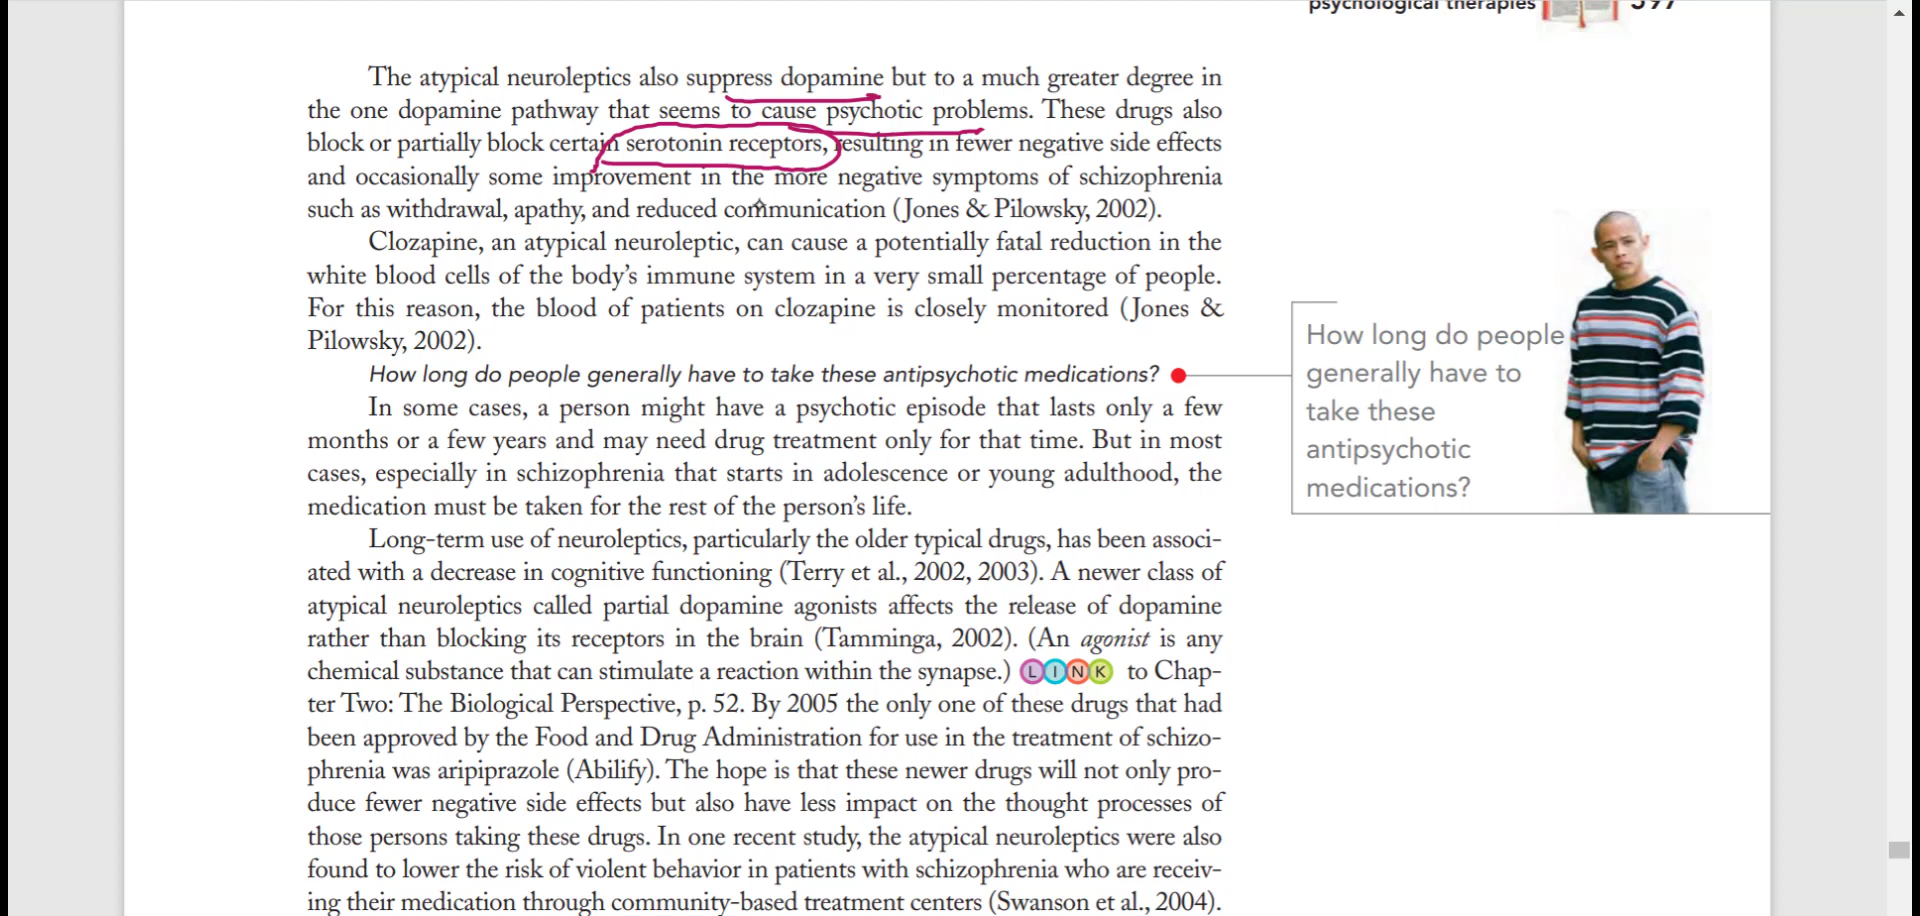 psychological therapies 597
The atypical neuroleptics also suppress dopamine but to a much greater degree in
the one dopamine pathway that seems to cause psychotic problems. These drugs also
block or partially block certain serotonin receptors, resulting in fewer negative side effects
and occasionally some improvement in the more negative symptoms of schizophrenia
such as withdrawal, apathy, and reduced communication (Jones & Pilowsky, 2002).
Clozapine, an atypical neuroleptic, can cause a potentially fatal reduction in the
white blood cells of the body's immune system in a very small percentage of people.
For this reason, the blood of patients on clozapine is closely monitored (Jones &
Pilowsky, 2002).
How long do people generally have to take these antipsychotic medications?
In some cases, a person might have a psychotic episode that lasts only a few
months or a few years and may need drug treatment only for that time. But in most
cases, especially in schizophrenia that starts in adolescence or young adulthood, the
medication must be taken for the rest of the person's life.
Long-term use of neuroleptics, particularly the older typical drugs, has been associ-
ated with a decrease in cognitive functioning (Terry et al., 2002, 2003). A newer class of
atypical neuroleptics called partial dopamine agonists affects the release of dopamine
rather than blocking its receptors in the brain (Tamminga, 2002). (An agonist is any
chemical substance that can stimulate a reaction within the synapse.) LINK to Chap-
ter Two: The Biological Perspective, p. 52. By 2005 the only one of these drugs that had
been approved by the Food and Drug Administration for use in the treatment of schizo-
phrenia was aripiprazole (Abilify). The hope is that these newer drugs will not only pro-
duce fewer negative side effects but also have less impact on the thought processes of
those persons taking these drugs. In one recent study, the atypical neuroleptics were also
found to lower the risk of violent behavior in patients with schizophrenia who are receiv-
ing their medication through community-based treatment centers (Swanson et al., 2004).
How long do people
generally have to
take these
antipsychotic
medications?